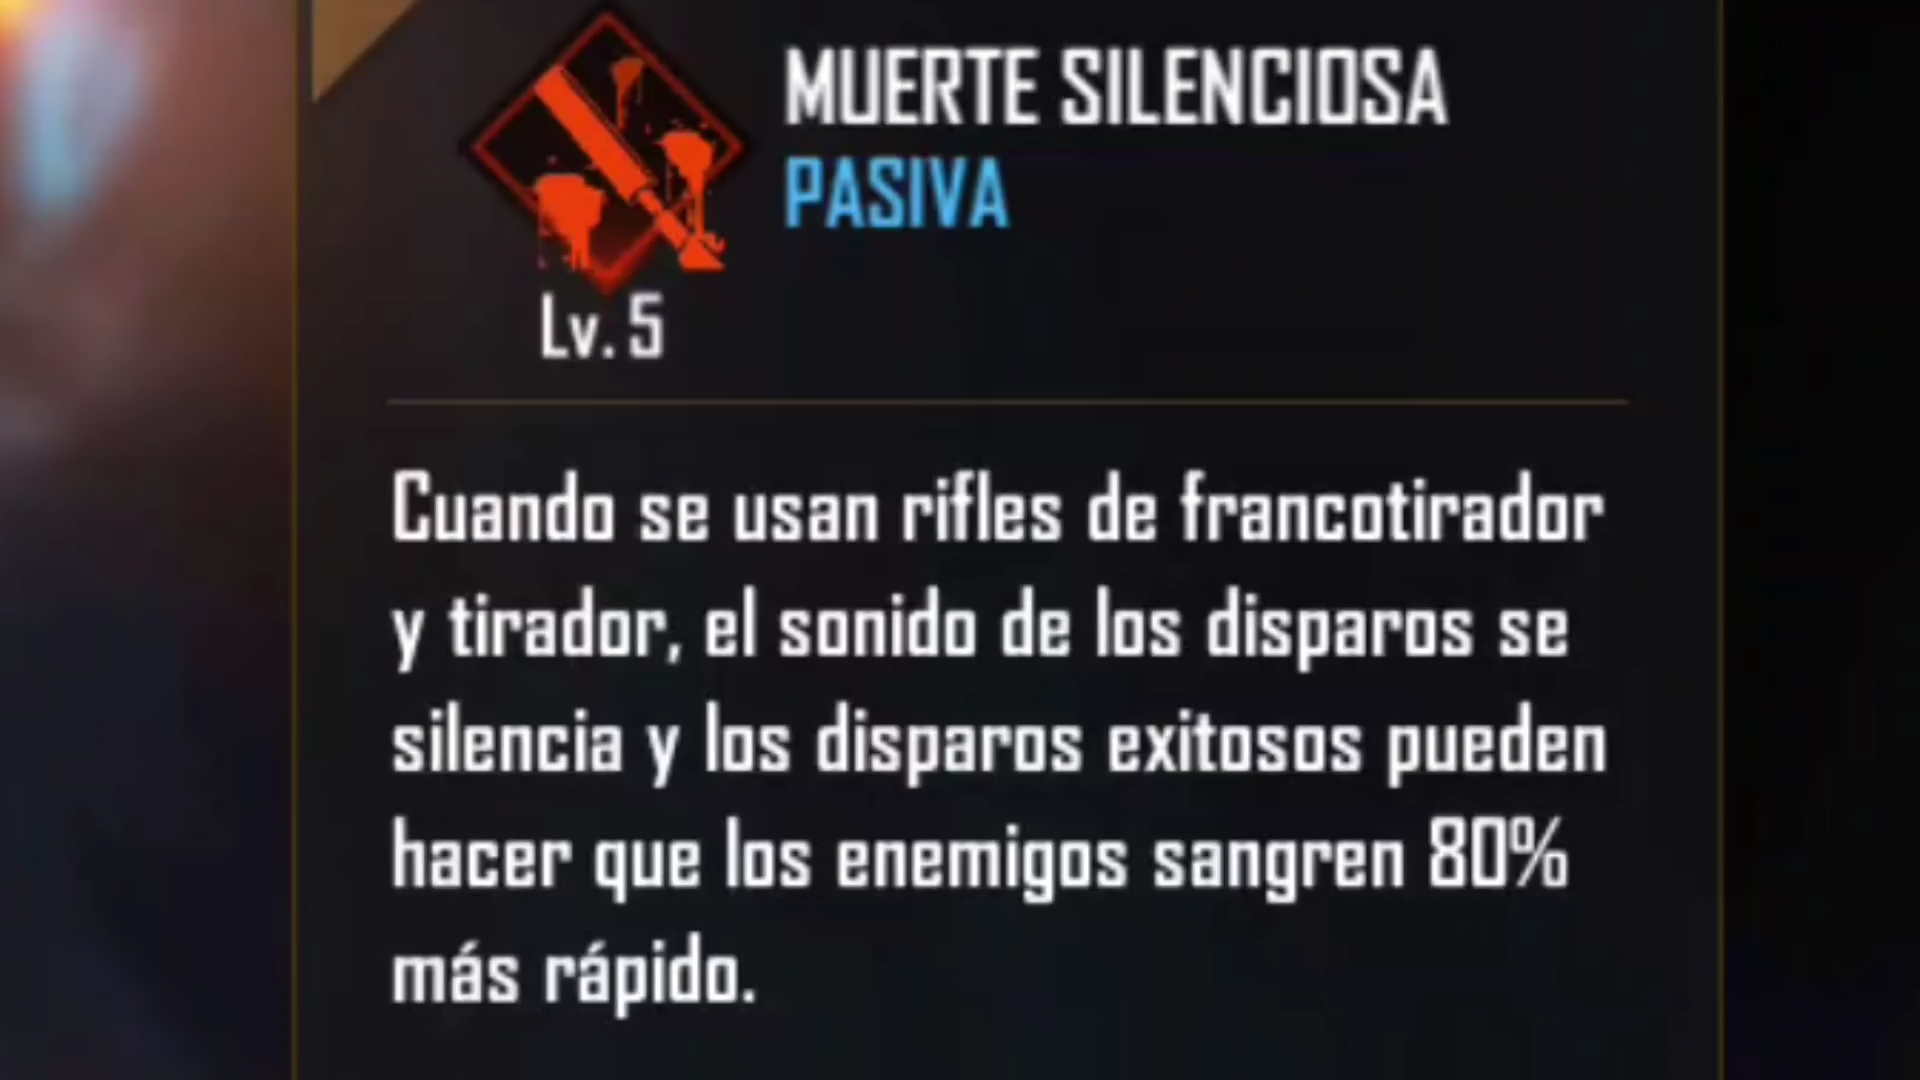 MUERTE SILENCIOSA
PASIVA
Lv. 5
Cuando se usan rifles de francotirador
y tirador, el sonido de los disparos se
silencia y los disparos exitosos pueden
hacer que los enemigos sangren 80%
más rápido.